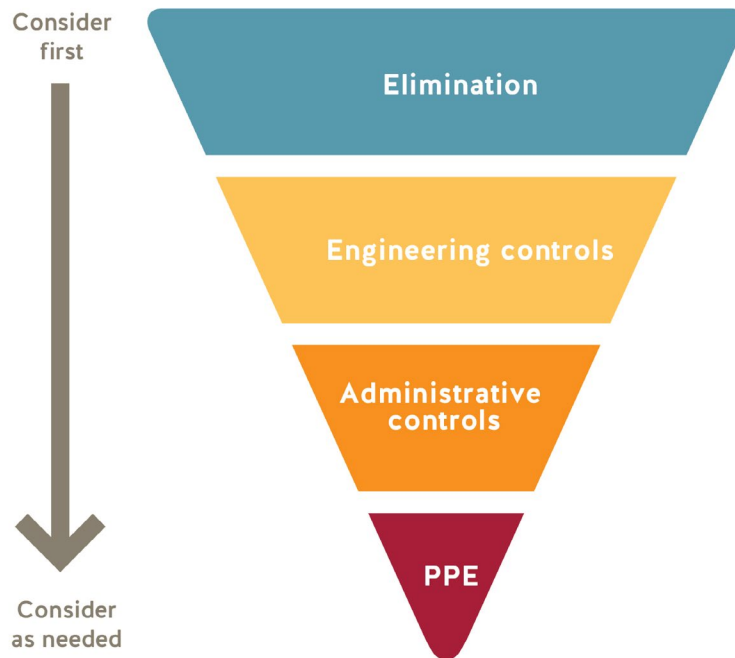 Consider
first
Elimination
Engineering controls
Administrative
controls
PPE
Consider
as needed